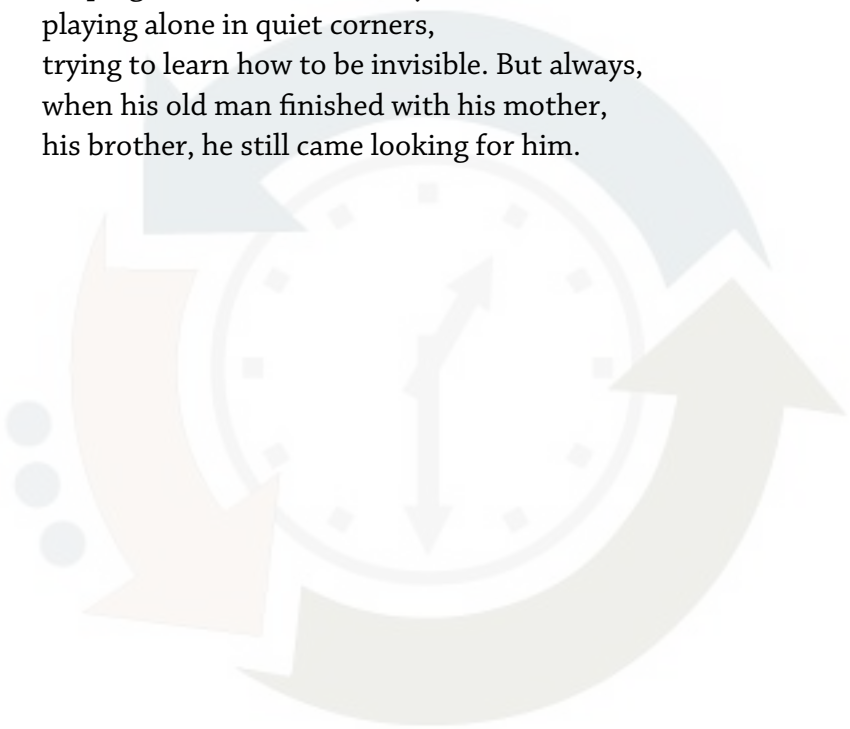 playing alone in quiet corners,
trying to learn how to be invisible. But always,
when his old man finished with his mother,
his brother, he still came looking for him.